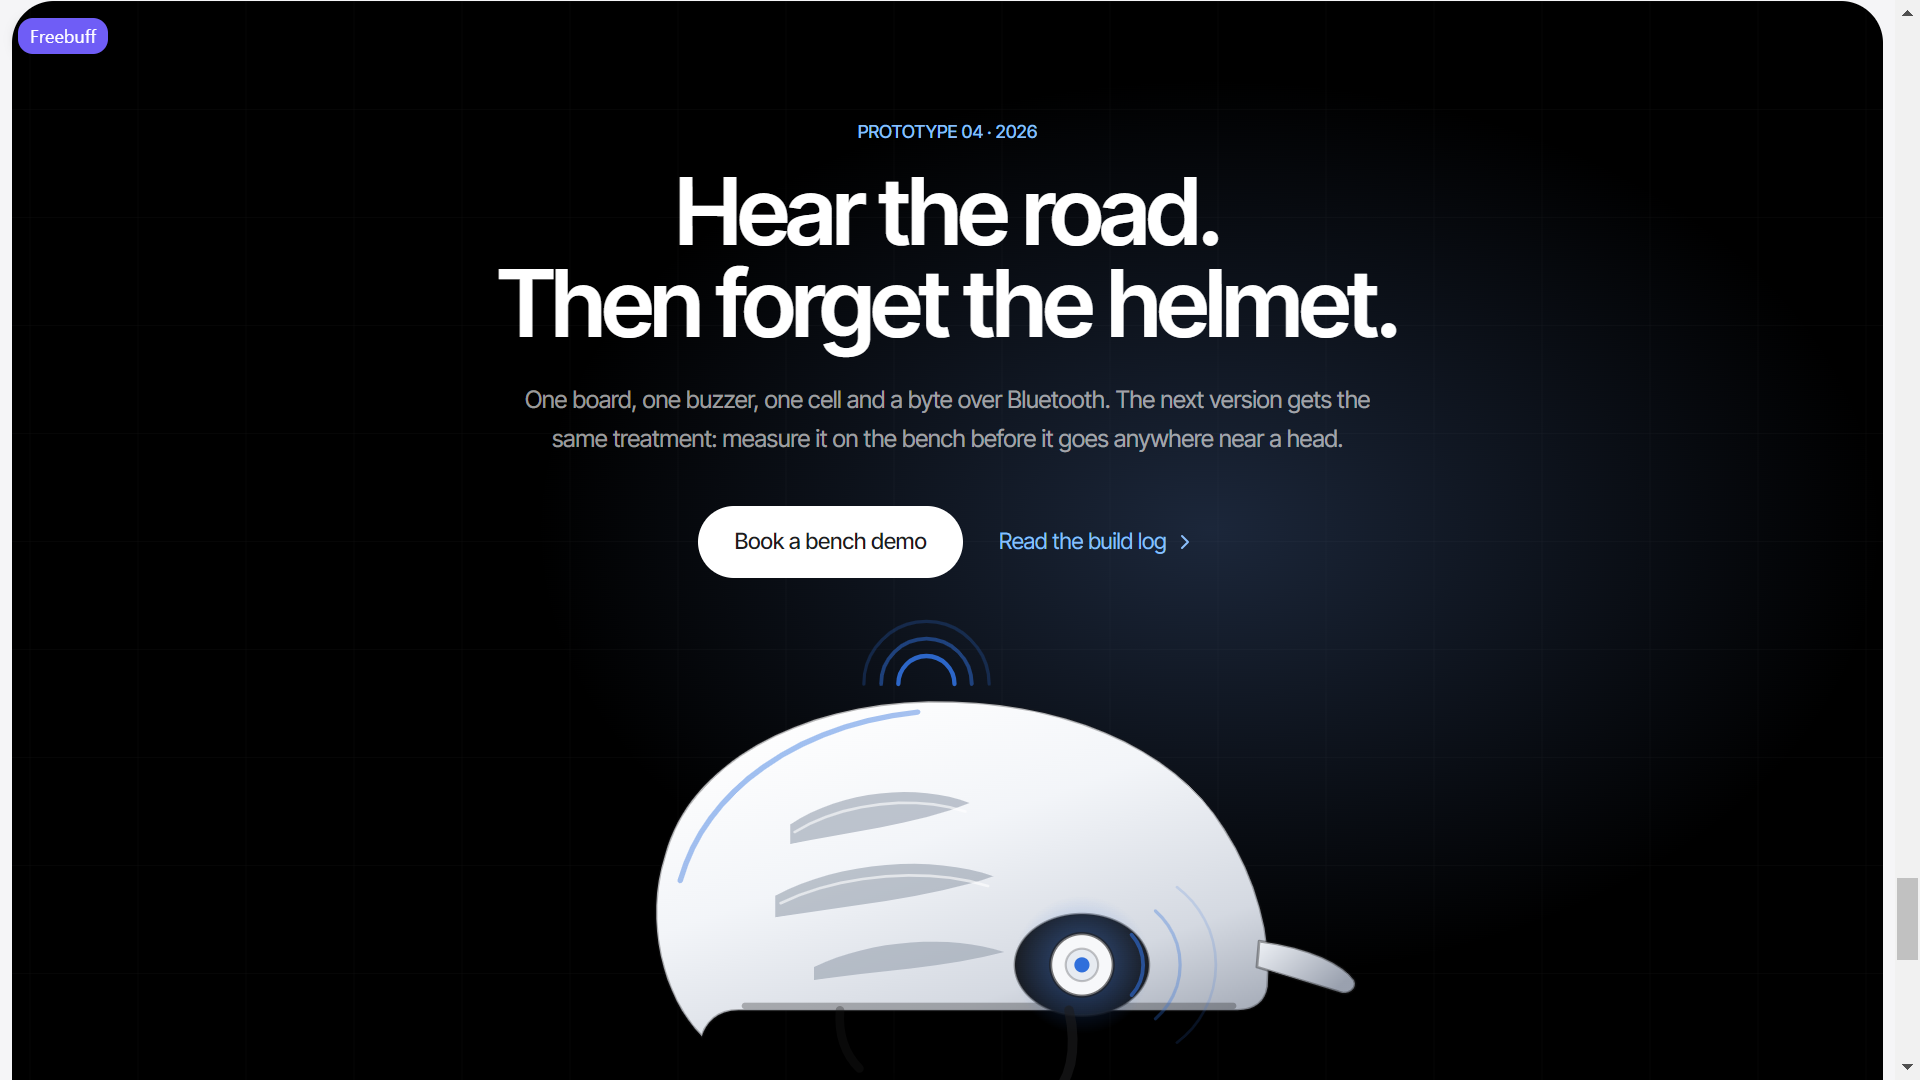 Freebuff
PROTOTYPE 04 · 2026
Hear the road.
Then forget the helmet.
One board, one buzzer, one cell and a byte over Bluetooth. The next version gets the
same treatment: measure it on the bench before it goes anywhere near a head.
Book a bench demo
Read the build log